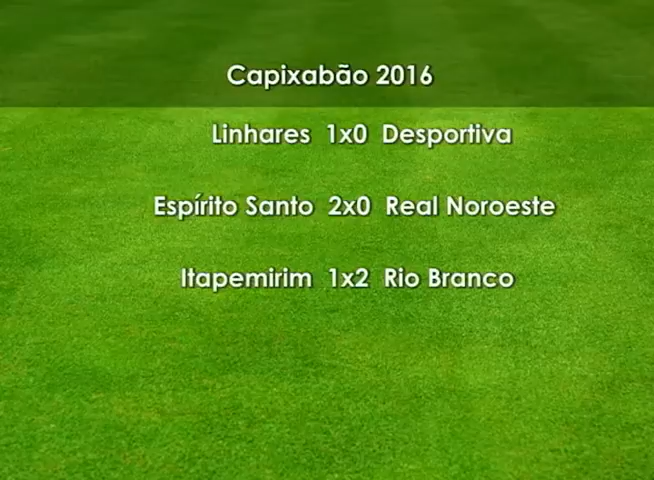 Capixabão 2016
Linhares 1x0 Desportiva
Espírito Santo 2x0 Real Noroeste
Itapemirim 1x2 Rio Branco